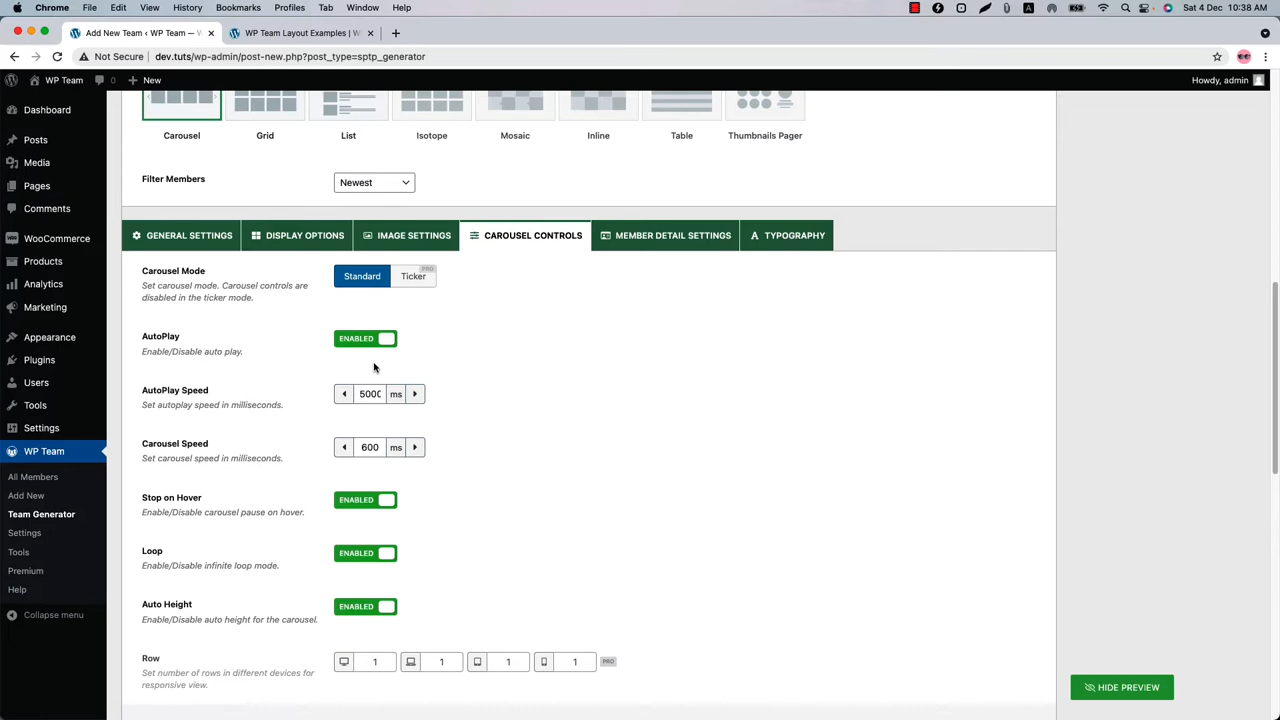 Chrome File Edit View History Bookmarks Profiles Tab Window Help Sat 4 Dec 10:38 AM
Add New Team ‹ WP Team — W WP Team Layout Examples | W
Not Secure dev.tuts/wp-admin/post-new.php?post_type=sptp_generator
WP Team 0 New Howdy, admin
Dashboard
Posts
Media
Pages
Comments
WooCommerce
Products
Analytics
Marketing
Appearance
Plugins
Users
Tools
Settings
WP Team
All Members
Add New
Team Generator
Settings
Tools
Premium
Help
Collapse menu
Carousel Grid List Isotope Mosaic Inline Table Thumbnails Pager
Filter Members Newest
GENERAL SETTINGS DISPLAY OPTIONS IMAGE SETTINGS CAROUSEL CONTROLS MEMBER DETAIL SETTINGS TYPOGRAPHY
Carousel Mode Standard Ticker PRO
Set carousel mode. Carousel controls are
disabled in the ticker mode.
AutoPlay ENABLED
Enable/Disable auto play.
AutoPlay Speed 5000 ms
Set autoplay speed in milliseconds.
Carousel Speed 600 ms
Set carousel speed in milliseconds.
Stop on Hover ENABLED
Enable/Disable carousel pause on hover.
Loop ENABLED
Enable/Disable infinite loop mode.
Auto Height ENABLED
Enable/Disable auto height for the carousel.
Row 1 1 1 1 PRO
Set number of rows in different devices for
responsive view.
HIDE PREVIEW